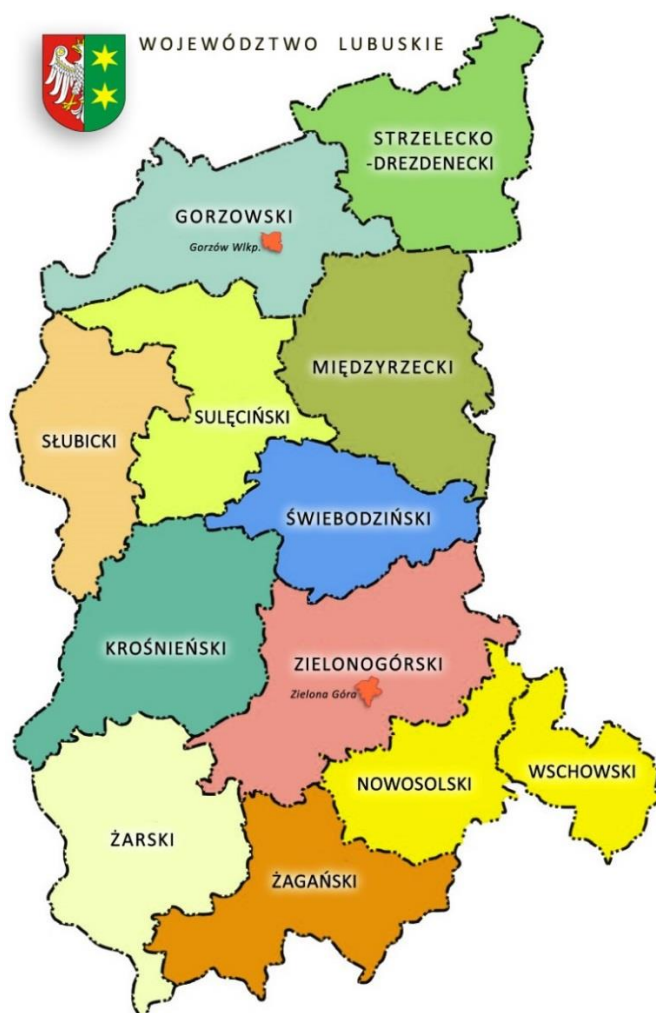 WOJEWÓDZTWO LUBUSKIE
STRZELECKO
-DREZDENECKI
GORZOWSKI
Gorzów Wlkp.
MIĘDZYRZECKI
SULĘCIŃSKI
SŁUBICKI
ŚWIEBODZIŃSKI
KROŚNIEŃSKI
ZIELONOGÓRSKI
Zielona Góra
NOWOSOLSKI
WSCHOWSKI
ŻARSKI
ŻAGAŃSKI